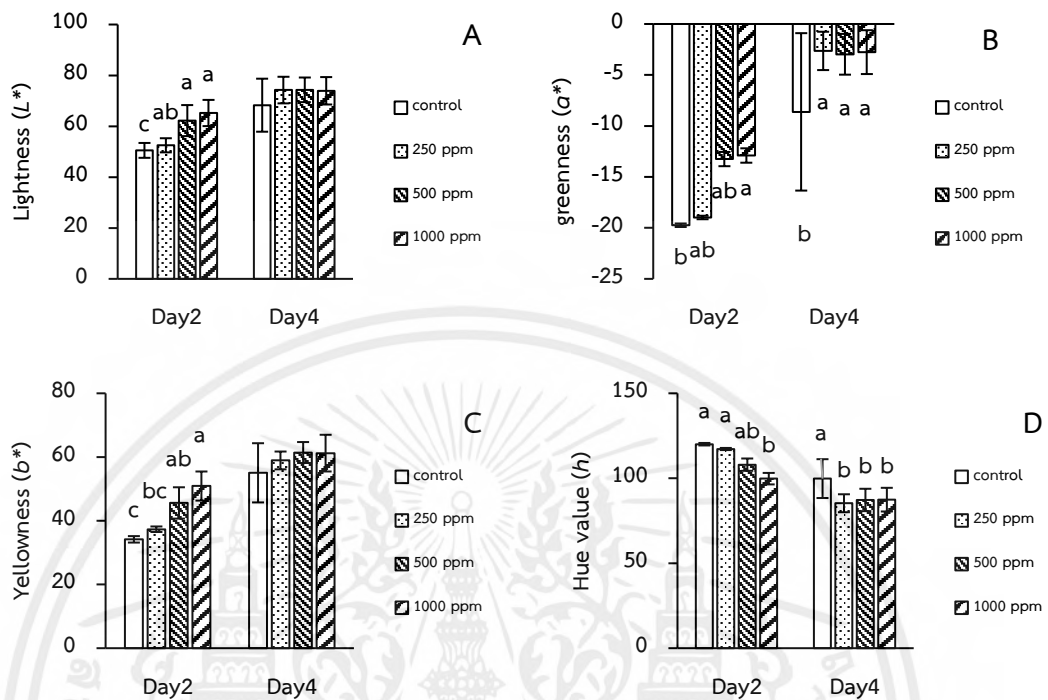 A
Lightness (L*)
100
80
60
40
20
0
c
ab
a
a
Day2
Day4
control
250 ppm
500 ppm
1000 ppm
B
greenness (a*)
0
-5
-10
-15
-20
-25
b
ab
ab
a
b
a
a
a
Day2
Day4
control
250 ppm
500 ppm
1000 ppm
C
Yellowness (b*)
80
60
40
20
0
c
bc
ab
a
Day2
Day4
control
250 ppm
500 ppm
1000 ppm
D
Hue value (h)
150
100
50
0
a
a
ab
b
a
b
b
b
Day2
Day4
control
250 ppm
500 ppm
1000 ppm